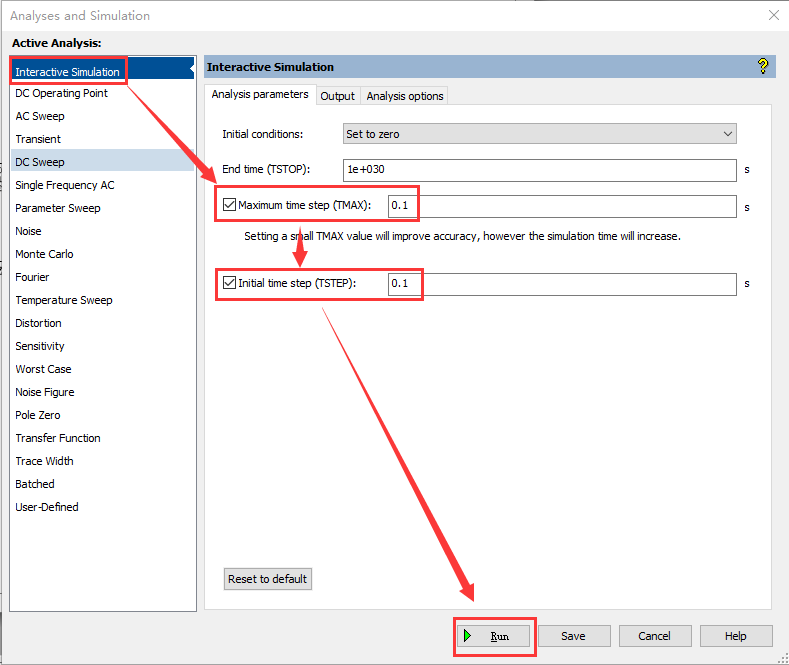 Analyses and Simulation
Active Analysis:
Interactive Simulation
DC Operating Point
AC Sweep
Transient
DC Sweep
Single Frequency AC
Parameter Sweep
Noise
Monte Carlo
Fourier
Temperature Sweep
Distortion
Sensitivity
Worst Case
Noise Figure
Pole Zero
Transfer Function
Trace Width
Batched
User-Defined
Interactive Simulation
Analysis parameters Output Analysis options
Initial conditions: Set to zero
End time (TSTOP): 1e+030 s
Maximum time step (TMAX): 0.1 s
Setting a small TMAX value will improve accuracy, however the simulation time will increase.
Initial time step (TSTEP): 0.1 s
Reset to default
Run Save Cancel Help